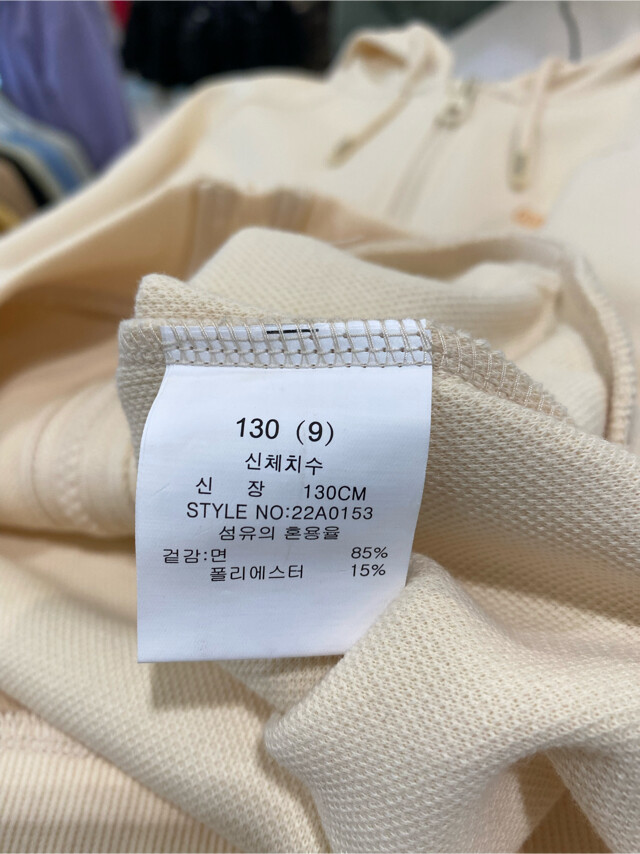 130 (9)
신체치수
신 장 130CM
STYLE NO:22A0153
섬유의 혼용율
겉감:면 85%
폴리에스터 15%